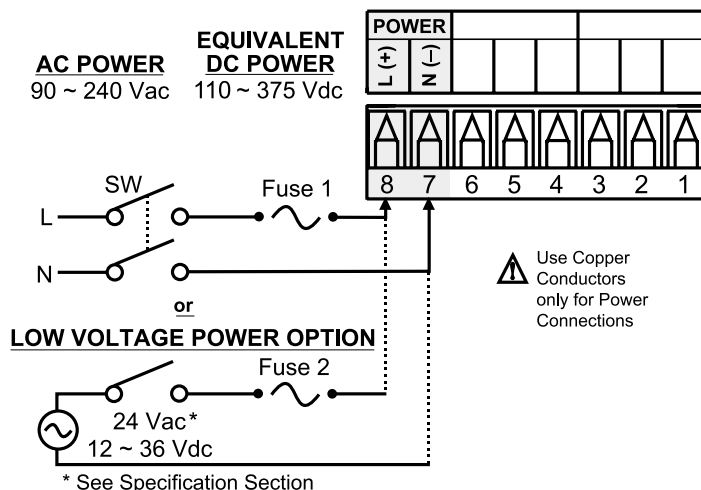 POWER
L (+)
N (−)
AC POWER
90 ~ 240 Vac
EQUIVALENT
DC POWER
110 ~ 375 Vdc
8 7 6 5 4 3 2 1
SW
Fuse 1
L
N
Use Copper
Conductors
only for Power
Connections
or
LOW VOLTAGE POWER OPTION
Fuse 2
24 Vac*
12 ~ 36 Vdc
* See Specification Section